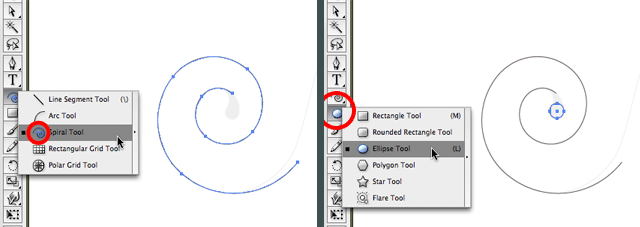 T
Line Segment Tool (\)
Arc Tool
Spiral Tool
Rectangular Grid Tool
Polar Grid Tool
T
Rectangle Tool (M)
Rounded Rectangle Tool
Ellipse Tool (L)
Polygon Tool
Star Tool
Flare Tool